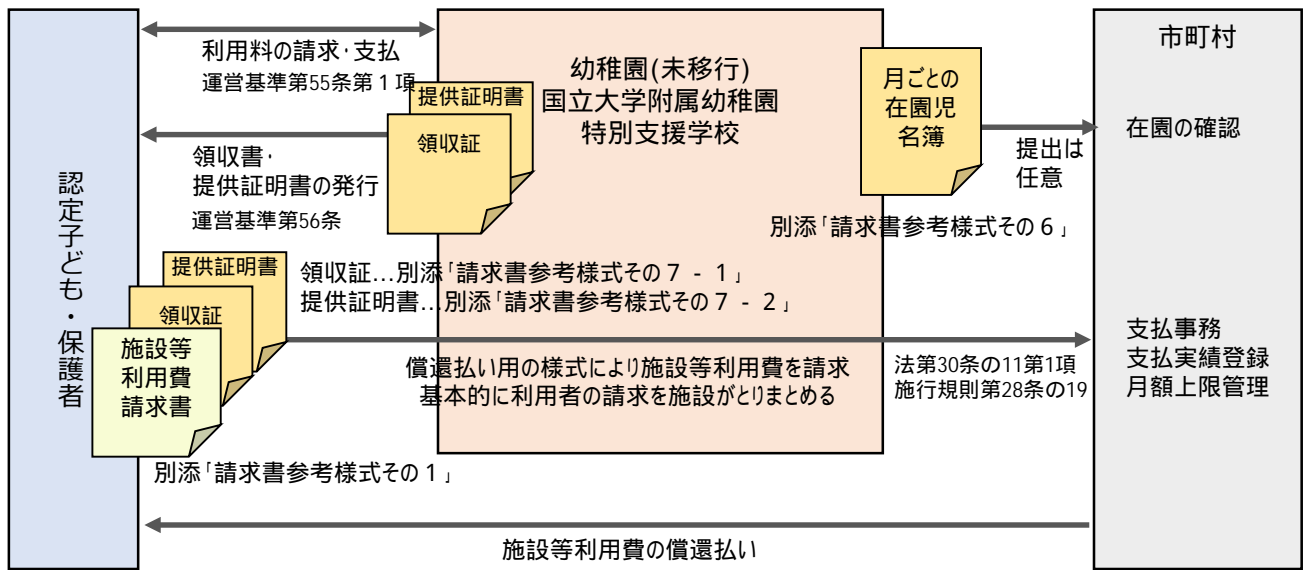 認定子ども・保護者
利用料の請求･支払
運営基準第55条第１項
提供証明書
領収証
領収書･
提供証明書の発行
運営基準第56条
幼稚園(未移行)
国立大学附属幼稚園
特別支援学校
月ごとの
在園児
名簿
提出は
任意
別添｢請求書参考様式その６」
市町村
在園の確認
提供証明書
領収証
施設等
利用費
請求書
領収証…別添｢請求書参考様式その７‐１」
提供証明書…別添｢請求書参考様式その７‐２」
償還払い用の様式により施設等利用費を請求
基本的に利用者の請求を施設がとりまとめる
法第30条の11第1項
施行規則第28条の19
支払事務
支払実績登録
月額上限管理
別添｢請求書参考様式その１」
施設等利用費の償還払い